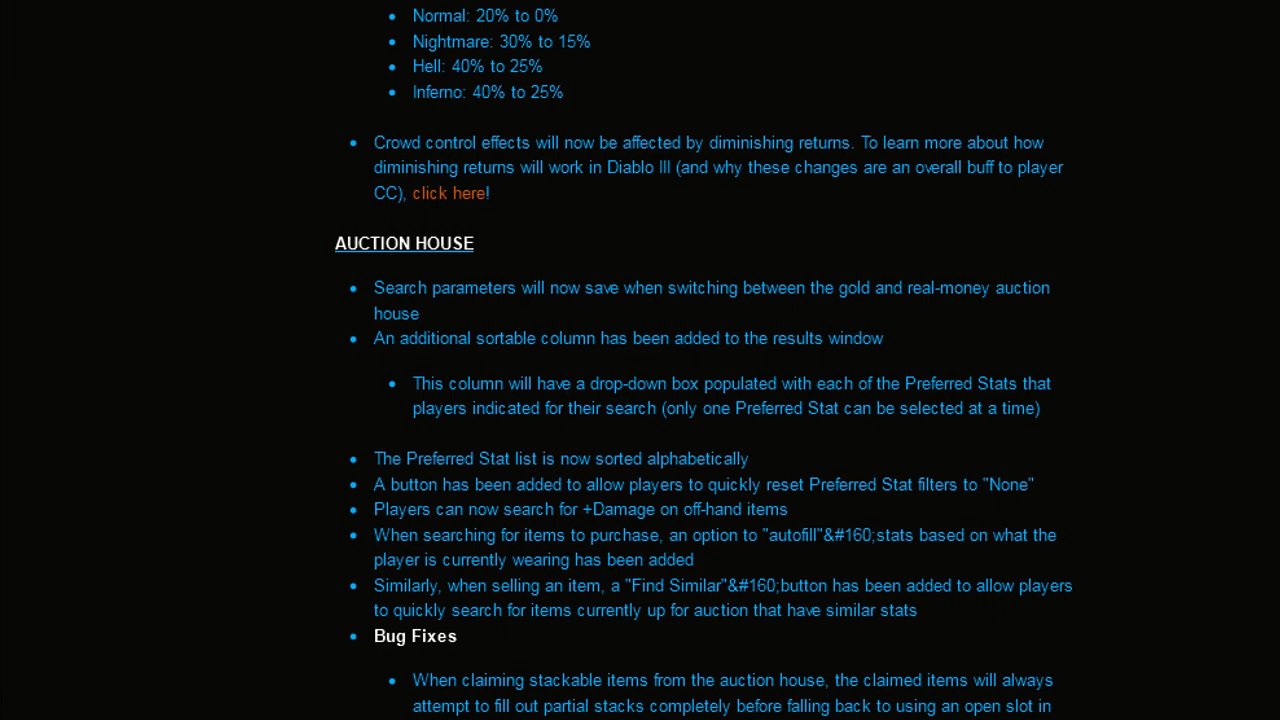 Normal: 20% to 0%
Nightmare: 30% to 15%
Hell: 40% to 25%
Inferno: 40% to 25%
Crowd control effects will now be affected by diminishing returns. To learn more about how
diminishing returns will work in Diablo III (and why these changes are an overall buff to player
CC), click here!
AUCTION HOUSE
Search parameters will now save when switching between the gold and real-money auction
house
An additional sortable column has been added to the results window
This column will have a drop-down box populated with each of the Preferred Stats that
players indicated for their search (only one Preferred Stat can be selected at a time)
The Preferred Stat list is now sorted alphabetically
A button has been added to allow players to quickly reset Preferred Stat filters to "None"
Players can now search for +Damage on off-hand items
When searching for items to purchase, an option to "autofill"&#160;stats based on what the
player is currently wearing has been added
Similarly, when selling an item, a "Find Similar"&#160;button has been added to allow players
to quickly search for items currently up for auction that have similar stats
Bug Fixes
When claiming stackable items from the auction house, the claimed items will always
attempt to fill out partial stacks completely before falling back to using an open slot in